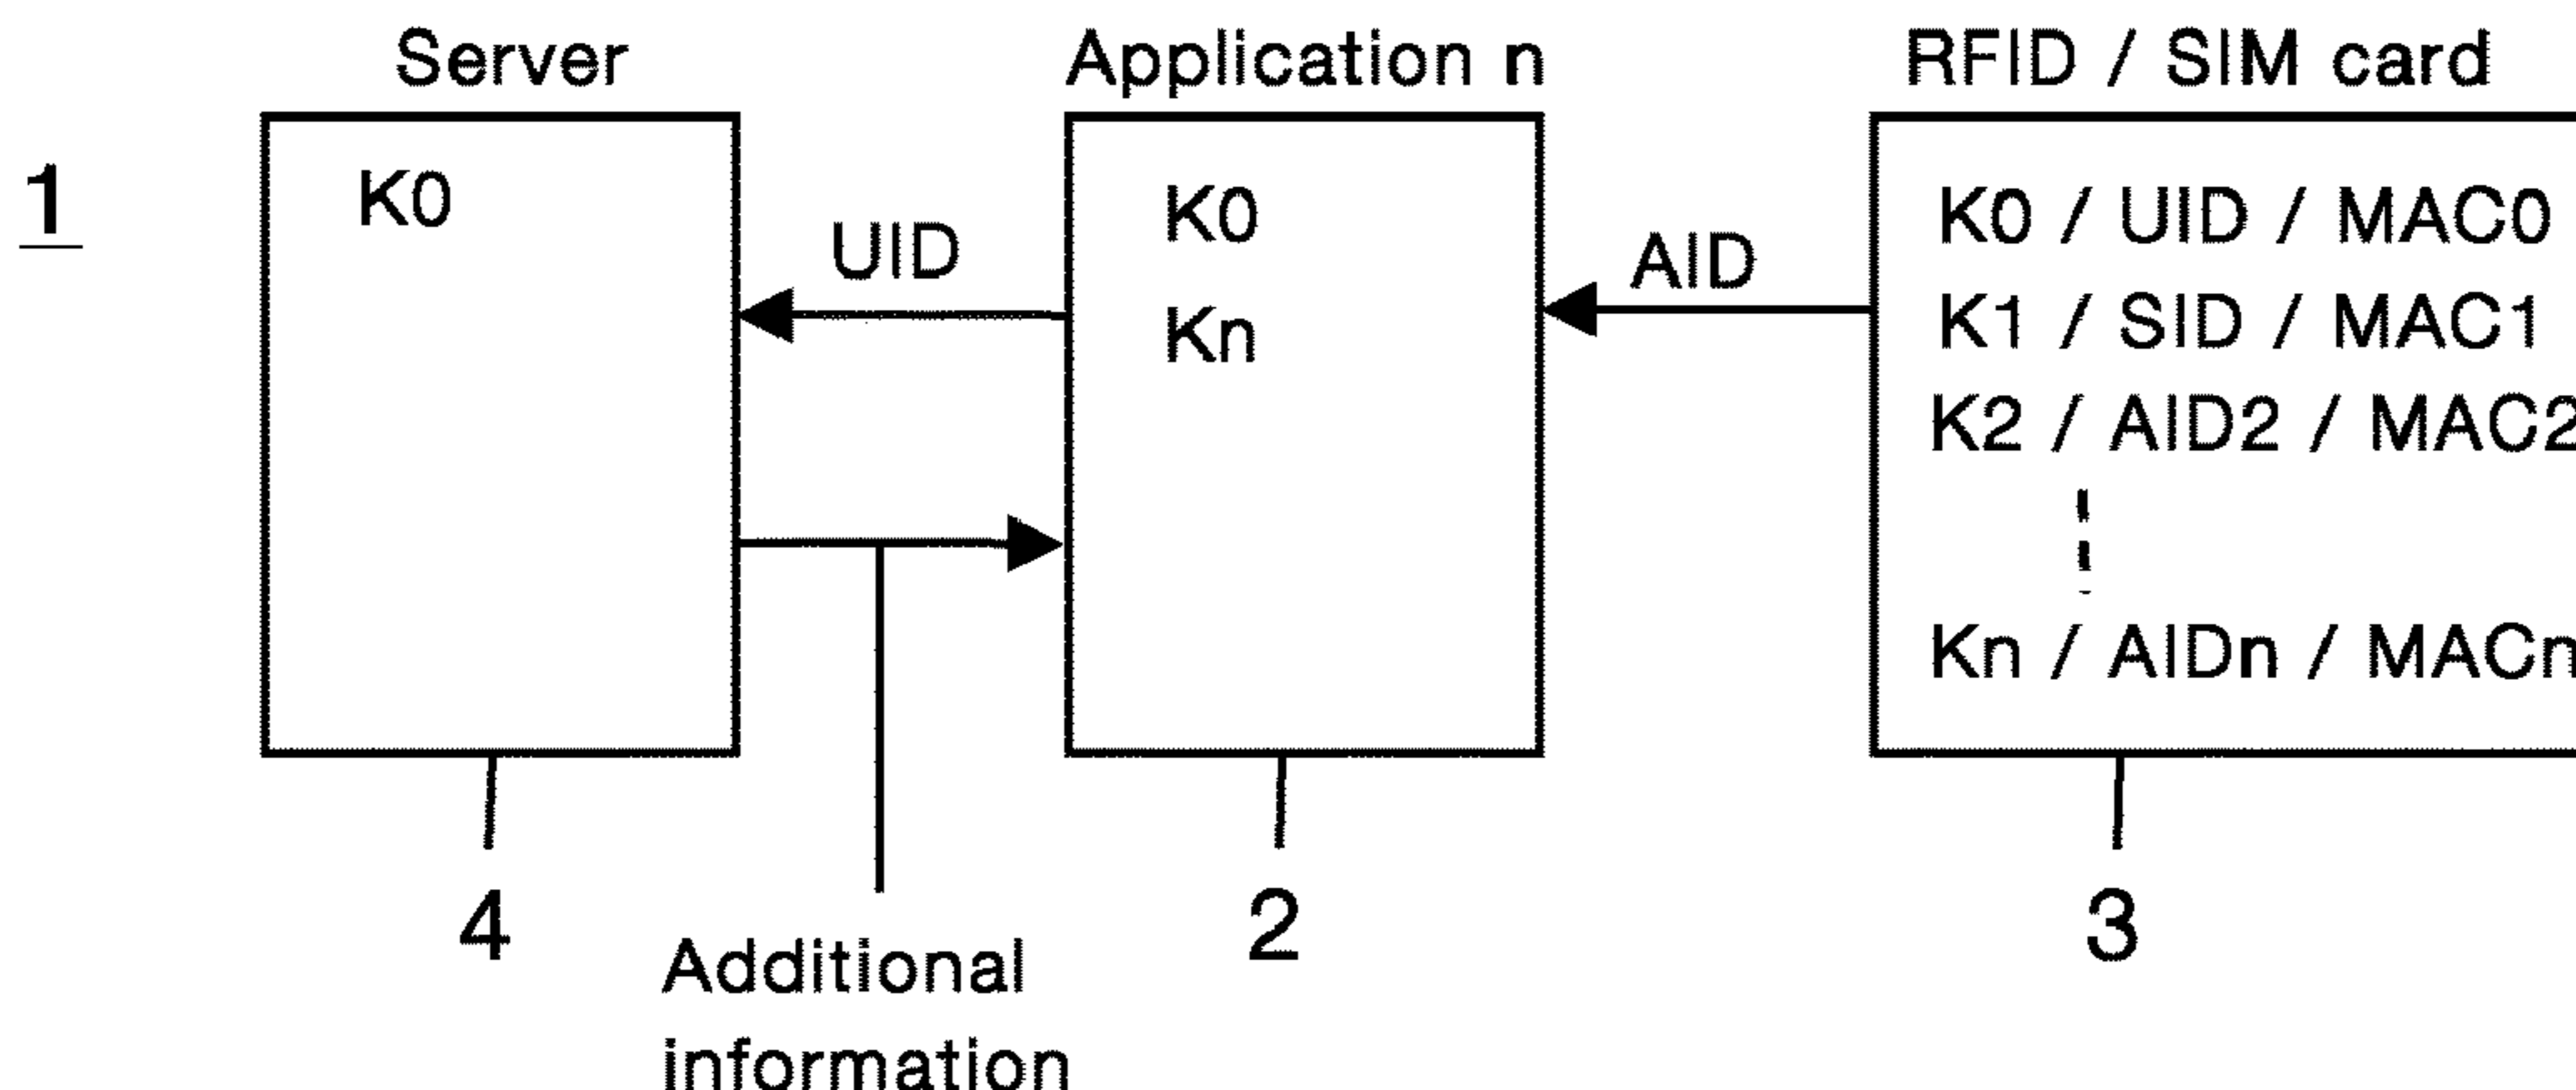 Server
Application n
RFID / SIM card
1
K0
UID
K0
Kn
AID
K0 / UID / MAC0
K1 / SID / MAC1
K2 / AID2 / MAC2
Kn / AIDn / MACn
4
2
3
Additional
information